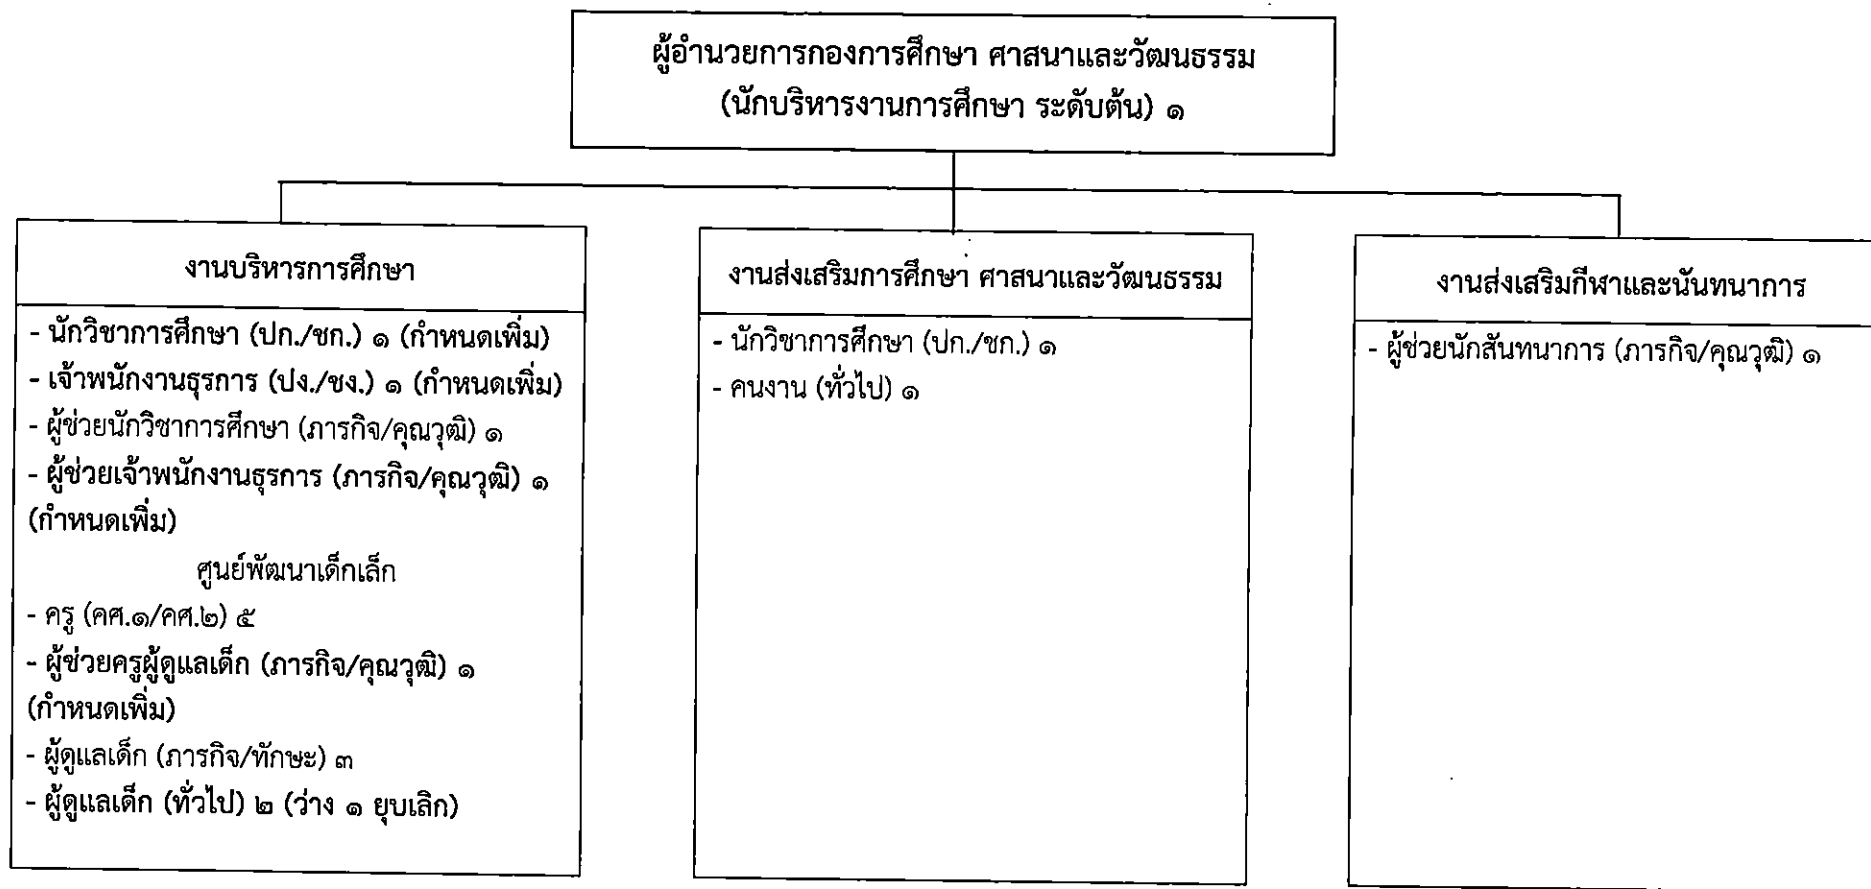 ผู้อำนวยการกองการศึกษา ศาสนาและวัฒนธรรม
(นักบริหารงานการศึกษา ระดับต้น) ๑
งานบริหารการศึกษา
- นักวิชาการศึกษา (ปก./ชก.) ๑ (กำหนดเพิ่ม)
- เจ้าพนักงานธุรการ (ปง./ชง.) ๑ (กำหนดเพิ่ม)
- ผู้ช่วยนักวิชาการศึกษา (ภารกิจ/คุณวุฒิ) ๑
- ผู้ช่วยเจ้าพนักงานธุรการ (ภารกิจ/คุณวุฒิ) ๑
(กำหนดเพิ่ม)
ศูนย์พัฒนาเด็กเล็ก
- ครู (คศ.๑/คศ.๒) ๕
- ผู้ช่วยครูผู้ดูแลเด็ก (ภารกิจ/คุณวุฒิ) ๑
(กำหนดเพิ่ม)
- ผู้ดูแลเด็ก (ภารกิจ/ทักษะ) ๓
- ผู้ดูแลเด็ก (ทั่วไป) ๒ (ว่าง ๑ ยุบเลิก)
งานส่งเสริมการศึกษา ศาสนาและวัฒนธรรม
- นักวิชาการศึกษา (ปก./ชก.) ๑
- คนงาน (ทั่วไป) ๑
งานส่งเสริมกีฬาและนันทนาการ
- ผู้ช่วยนักสันทนาการ (ภารกิจ/คุณวุฒิ) ๑